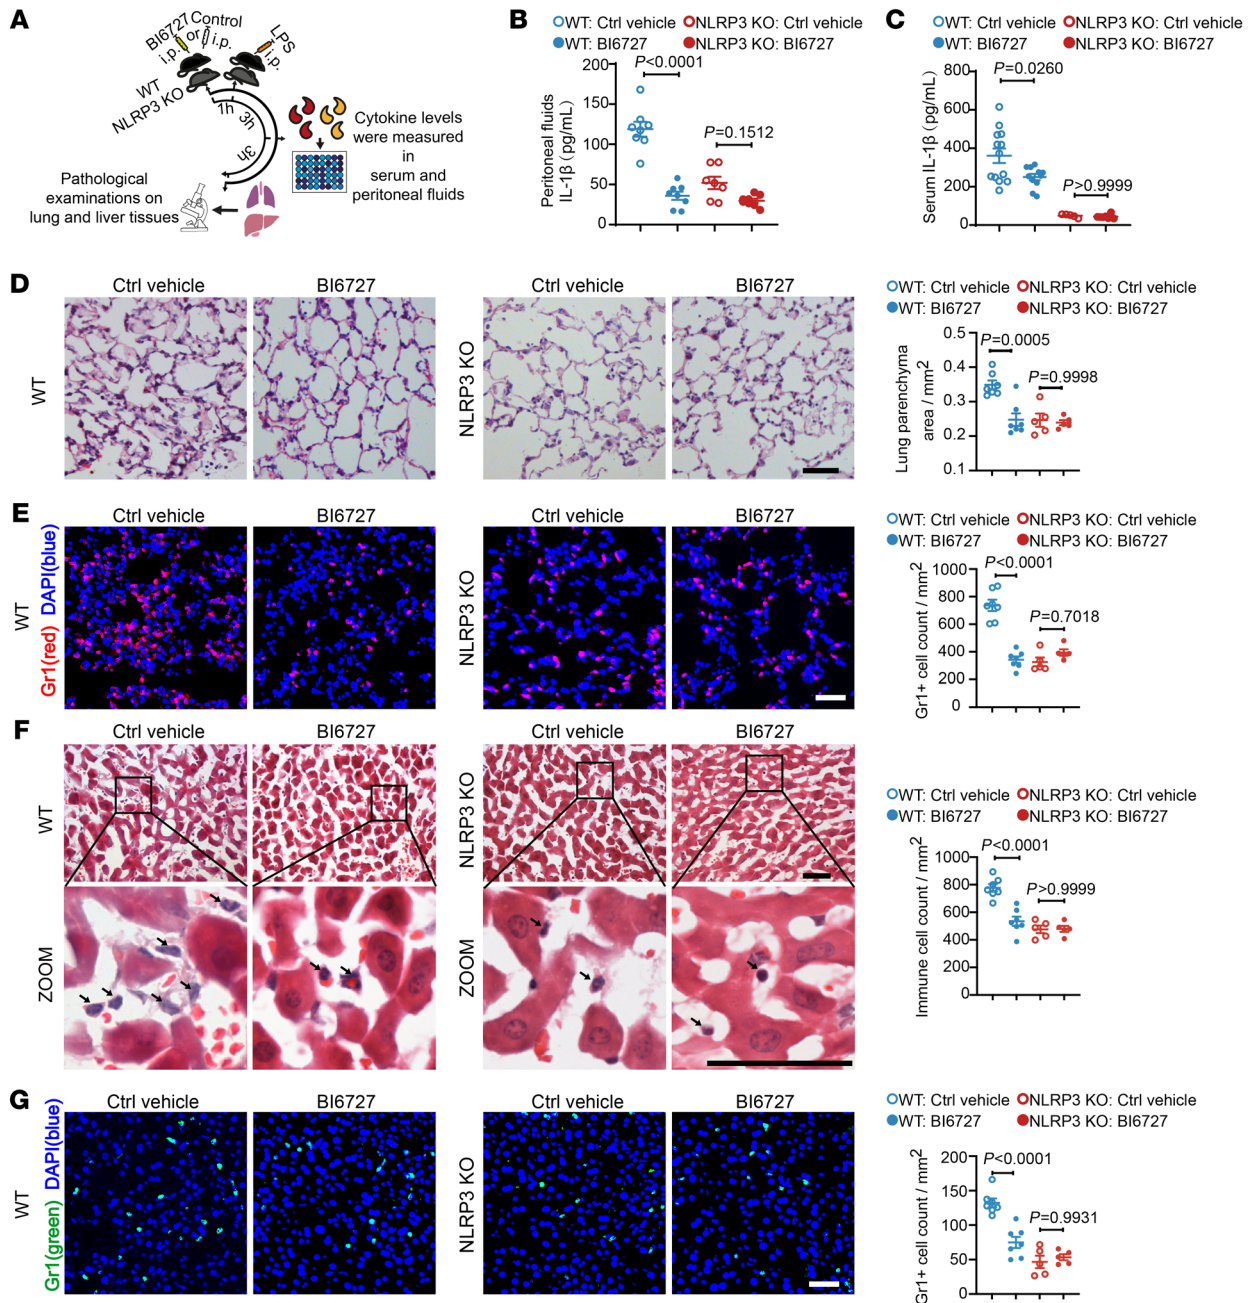 A
BI6727
Control
or
i.p.
i.p.
LPS
i.p.
WT
NLRP3 KO
1h
3h
3h
Cytokine levels
were measured
in
serum and
peritoneal fluids
Pathological
examinations on
lung and liver tissues
B
WT: Ctrl vehicle
NLRP3 KO: Ctrl vehicle
WT: BI6727
NLRP3 KO: BI6727
Peritoneal fluids
IL-1β (pg/mL)
200
150
100
50
0
P<0.0001
P=0.1512
C
WT: Ctrl vehicle
NLRP3 KO: Ctrl vehicle
WT: BI6727
NLRP3 KO: BI6727
Serum IL-1β (pg/mL)
800
600
400
200
0
P=0.0260
P>0.9999
D
Ctrl vehicle
BI6727
Ctrl vehicle
BI6727
WT
NLRP3 KO
WT: Ctrl vehicle
NLRP3 KO: Ctrl vehicle
WT: BI6727
NLRP3 KO: BI6727
Lung parenchyma
area / mm2
0.5
0.4
0.3
0.2
0.1
P=0.0005
P=0.9998
E
Ctrl vehicle
BI6727
Ctrl vehicle
BI6727
WT
Gr1(red) DAPI(blue)
NLRP3 KO
WT: Ctrl vehicle
NLRP3 KO: Ctrl vehicle
WT: BI6727
NLRP3 KO: BI6727
Gr1+ cell count / mm2
1000
800
600
400
200
0
P<0.0001
P=0.7018
F
Ctrl vehicle
BI6727
Ctrl vehicle
BI6727
WT
NLRP3 KO
ZOOM
ZOOM
WT: Ctrl vehicle
NLRP3 KO: Ctrl vehicle
WT: BI6727
NLRP3 KO: BI6727
Immune cell count / mm2
1000
800
600
400
200
0
P<0.0001
P>0.9999
G
Ctrl vehicle
BI6727
Ctrl vehicle
BI6727
WT
Gr1(green) DAPI(blue)
NLRP3 KO
WT: Ctrl vehicle
NLRP3 KO: Ctrl vehicle
WT: BI6727
NLRP3 KO: BI6727
Gr1+ cell count / mm2
200
150
100
50
0
P<0.0001
P=0.9931